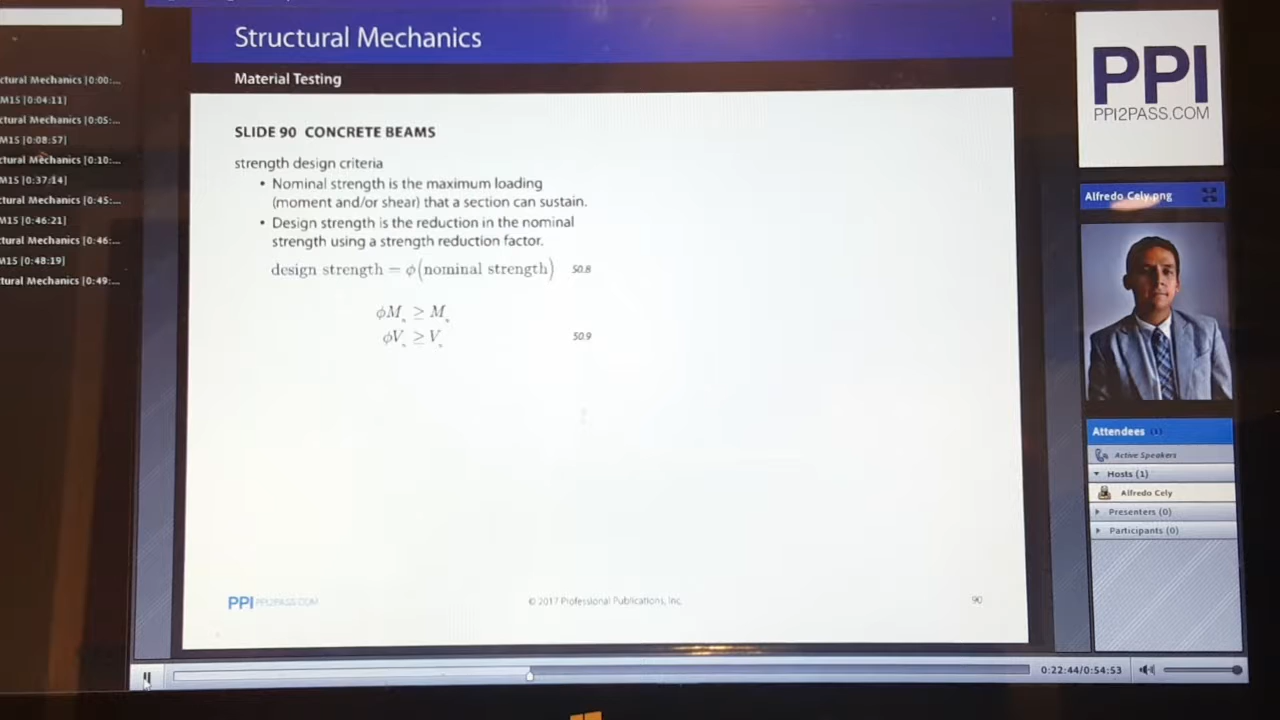 Structural Mechanics
Material Testing
SLIDE 90 CONCRETE BEAMS
strength design criteria
• Nominal strength is the maximum loading
(moment and/or shear) that a section can sustain.
• Design strength is the reduction in the nominal
strength using a strength reduction factor.
design strength = ϕ(nominal strength) 50.8
ϕM ≥ M
ϕV ≥ V 50.9
PPI PPI2PASS.COM
© 2017 Professional Publications, Inc.
90
ctural Mechanics |0:00:...
M15 |0:04:11|
ctural Mechanics |0:05:...
M15 |0:08:57|
ctural Mechanics |0:10:...
M15 |0:37:14|
ctural Mechanics |0:45:...
M15 |0:46:21|
ctural Mechanics |0:46:...
M15 |0:48:19|
ctural Mechanics |0:49:...
PPI
PPI2PASS.COM
Alfredo Cely.png
Attendees (1)
Active Speakers
Hosts (1)
Alfredo Cely
Presenters (0)
Participants (0)
0:22:44/0:54:53